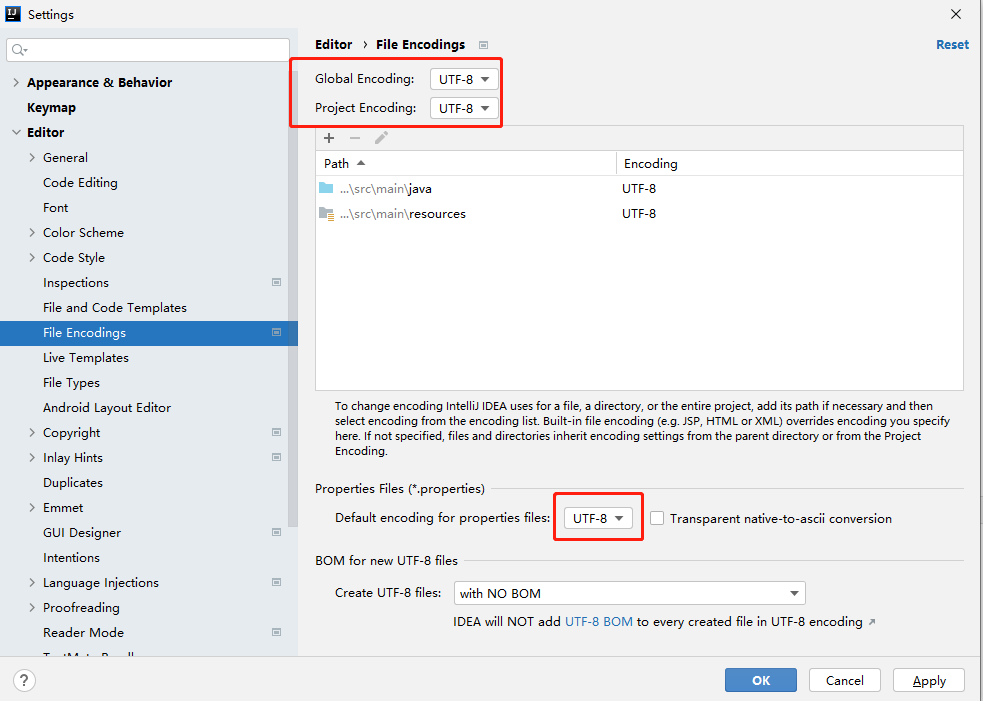 Settings
Editor › File Encodings
Reset
Global Encoding: UTF-8
Project Encoding: UTF-8
Path Encoding
...\src\main\java UTF-8
...\src\main\resources UTF-8
To change encoding IntelliJ IDEA uses for a file, a directory, or the entire project, add its path if necessary and then
select encoding from the encoding list. Built-in file encoding (e.g. JSP, HTML or XML) overrides encoding you specify
here. If not specified, files and directories inherit encoding settings from the parent directory or from the Project
Encoding.
Properties Files (*.properties)
Default encoding for properties files: UTF-8 Transparent native-to-ascii conversion
BOM for new UTF-8 files
Create UTF-8 files: with NO BOM
IDEA will NOT add UTF-8 BOM to every created file in UTF-8 encoding ↗
Appearance & Behavior
Keymap
Editor
General
Code Editing
Font
Color Scheme
Code Style
Inspections
File and Code Templates
File Encodings
Live Templates
File Types
Android Layout Editor
Copyright
Inlay Hints
Duplicates
Emmet
GUI Designer
Intentions
Language Injections
Proofreading
Reader Mode
?
OK
Cancel
Apply